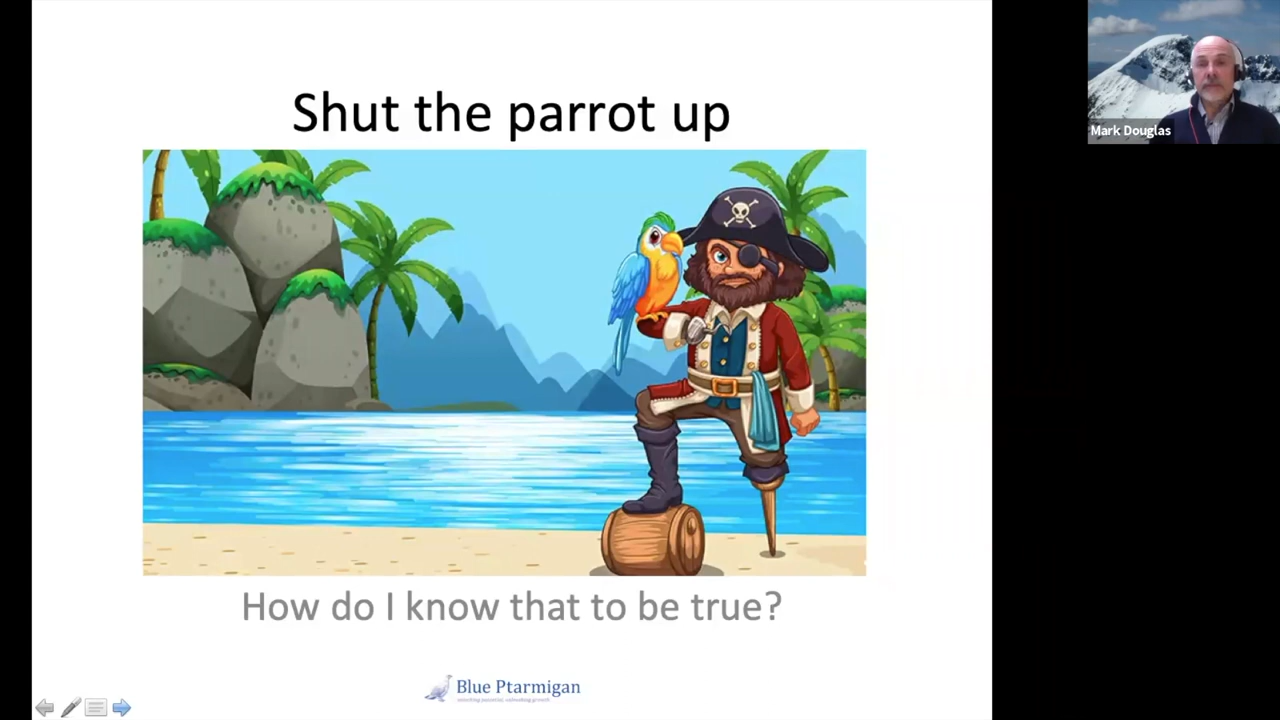 Shut the parrot up
Mark Douglas
How do I know that to be true?
Blue Ptarmigan